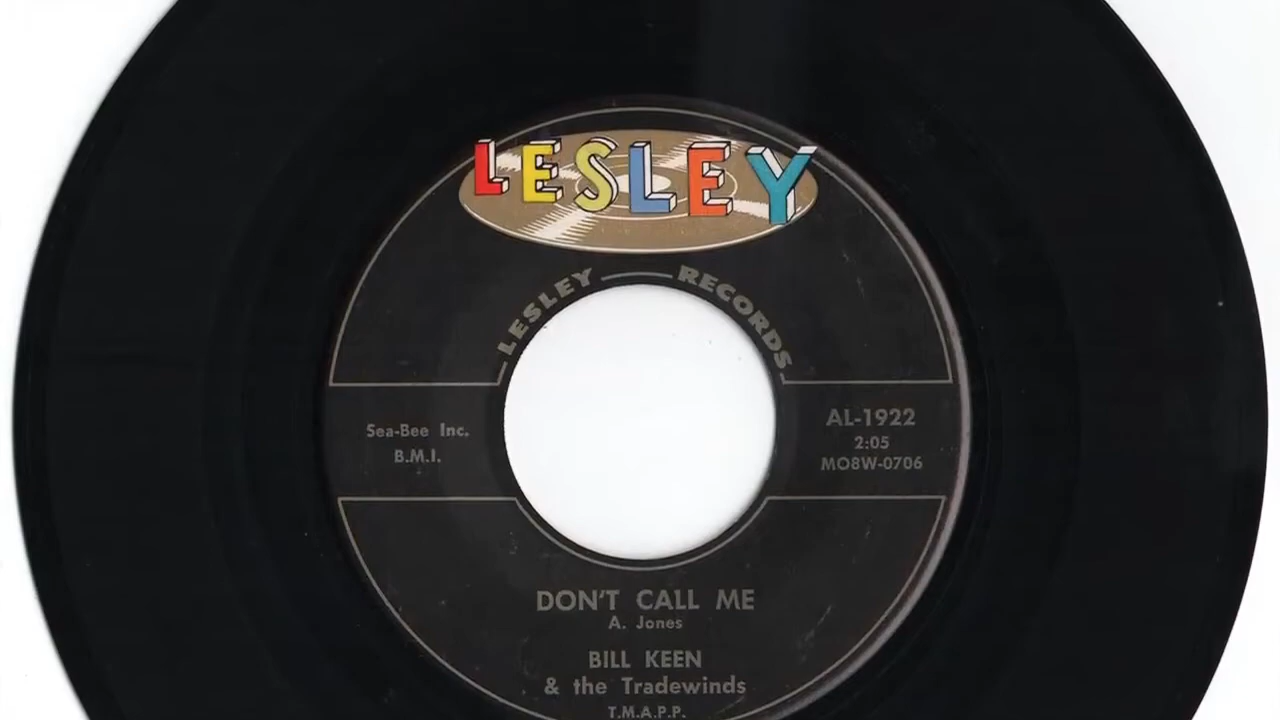 LESLEY
LESLEY RECORDS
Sea-Bee Inc.
B.M.I.
AL-1922
2:05
MO8W-0706
DON'T CALL ME
A. Jones
BILL KEEN
& the Tradewinds
T.M.A.P.P.